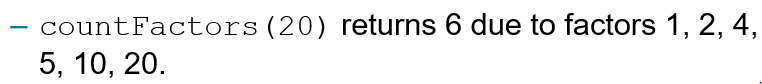 – countFactors(20) returns 6 due to factors 1, 2, 4,
5, 10, 20.